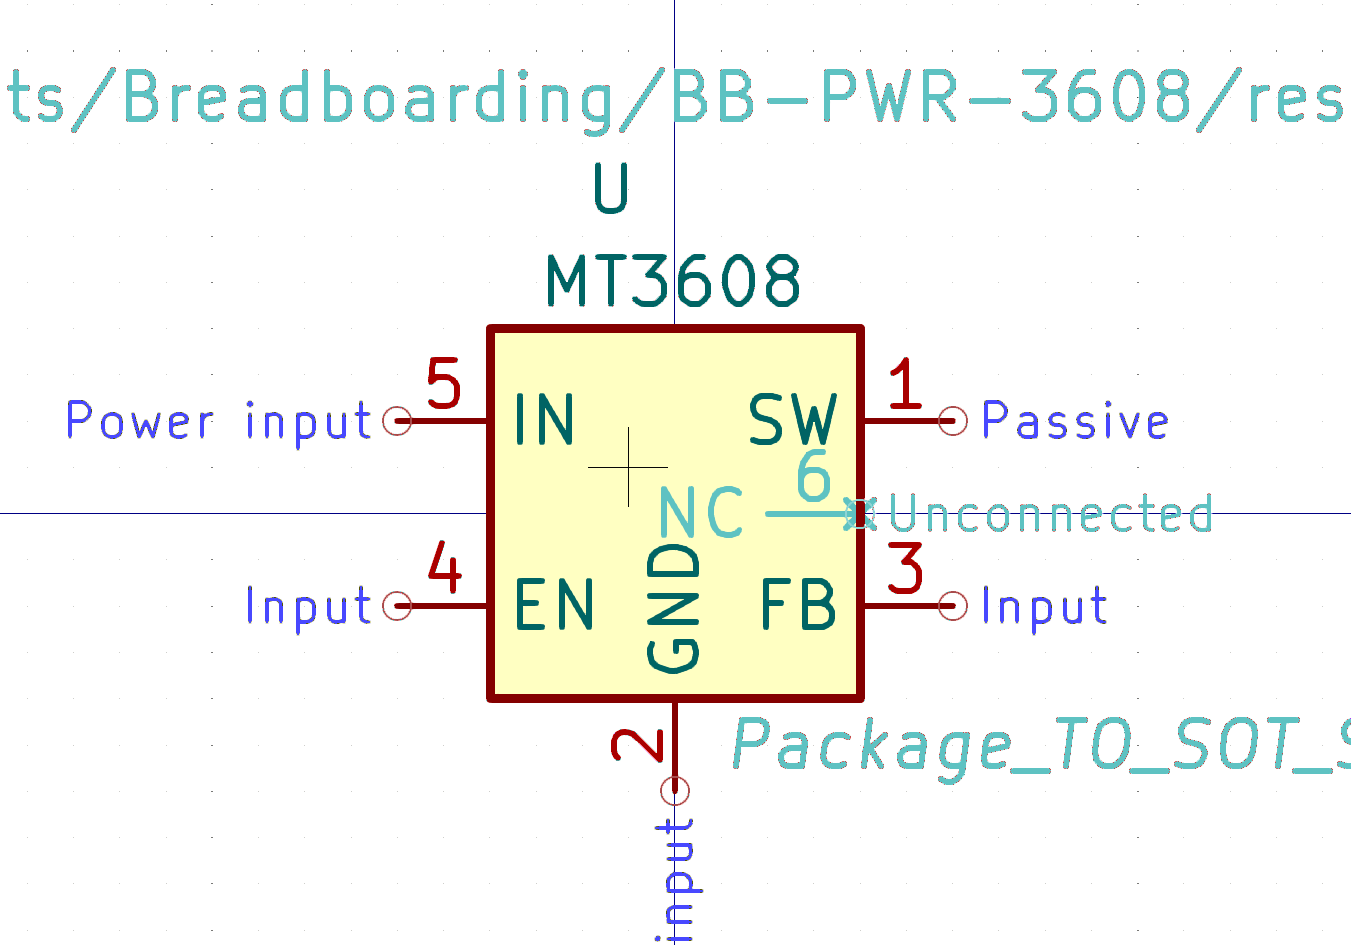 ts/Breadboarding/BB-PWR-3608/res
U
MT3608
Power input 5 IN SW 1 Passive
NC 6 Unconnected
Input 4 EN FB 3 Input
GND
2
Package_TO_SOT_S
input